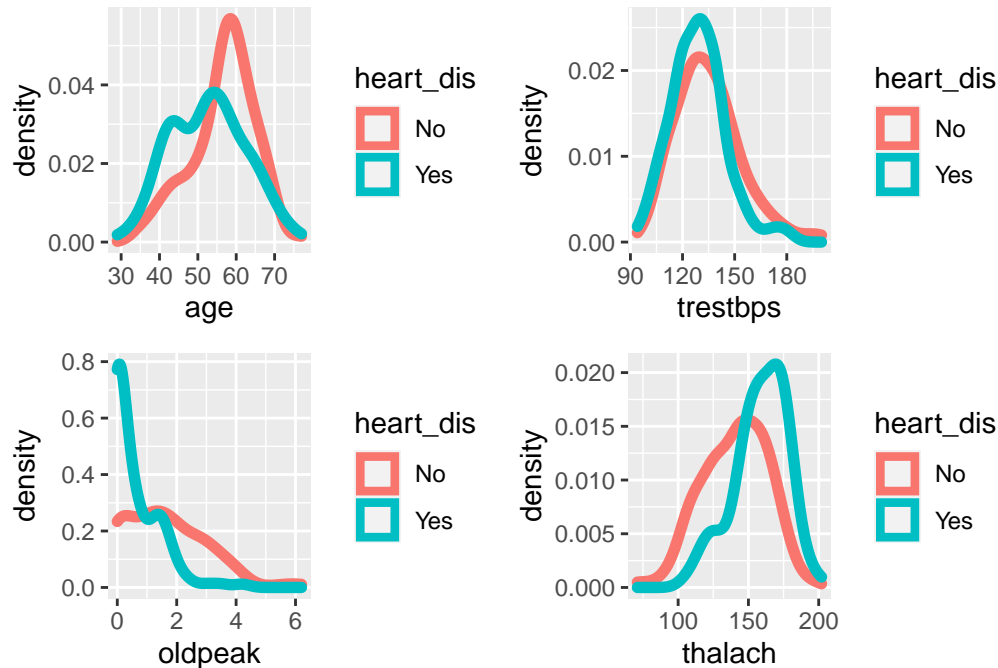 density
0.04
0.02
0.00
30 40 50 60 70
age
heart_dis
No
Yes
density
0.02
0.01
0.00
90 120 150 180
trestbps
heart_dis
No
Yes
density
0.8
0.6
0.4
0.2
0.0
0 2 4 6
oldpeak
heart_dis
No
Yes
density
0.020
0.015
0.010
0.005
0.000
100 150 200
thalach
heart_dis
No
Yes